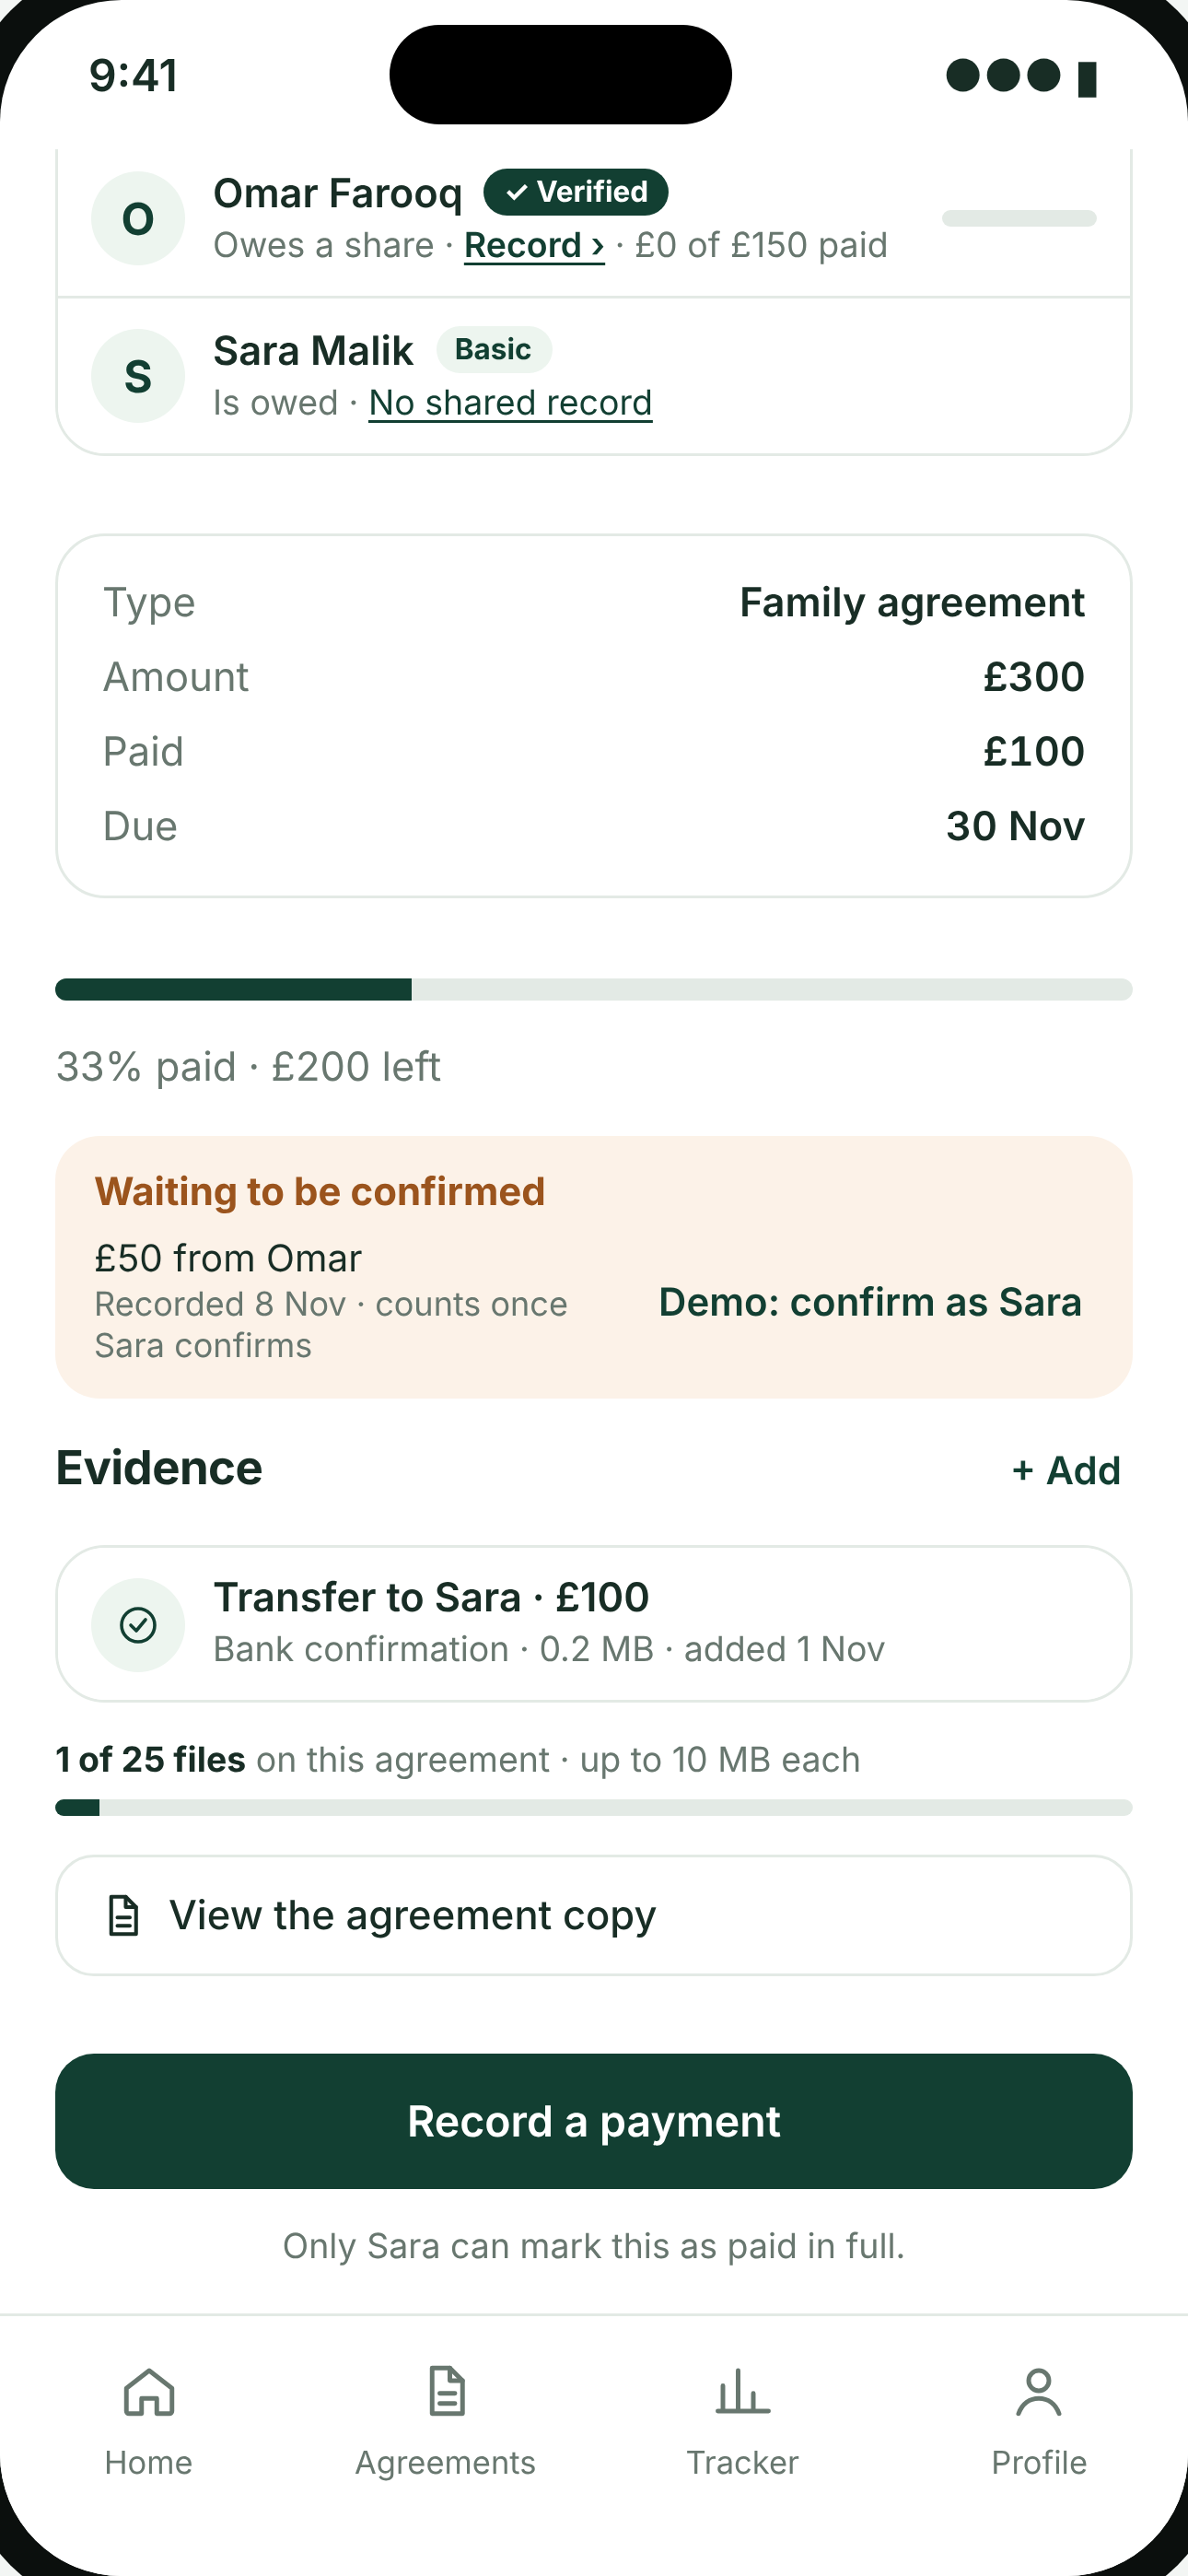 9:41
O
Omar Farooq ✓ Verified
Owes a share · Record › · £0 of £150 paid
S
Sara Malik Basic
Is owed · No shared record
Type Family agreement
Amount £300
Paid £100
Due 30 Nov
33% paid · £200 left
Waiting to be confirmed
£50 from Omar
Recorded 8 Nov · counts once
Sara confirms
Demo: confirm as Sara
Evidence + Add
Transfer to Sara · £100
Bank confirmation · 0.2 MB · added 1 Nov
1 of 25 files on this agreement · up to 10 MB each
View the agreement copy
Record a payment
Only Sara can mark this as paid in full.
Home Agreements Tracker Profile